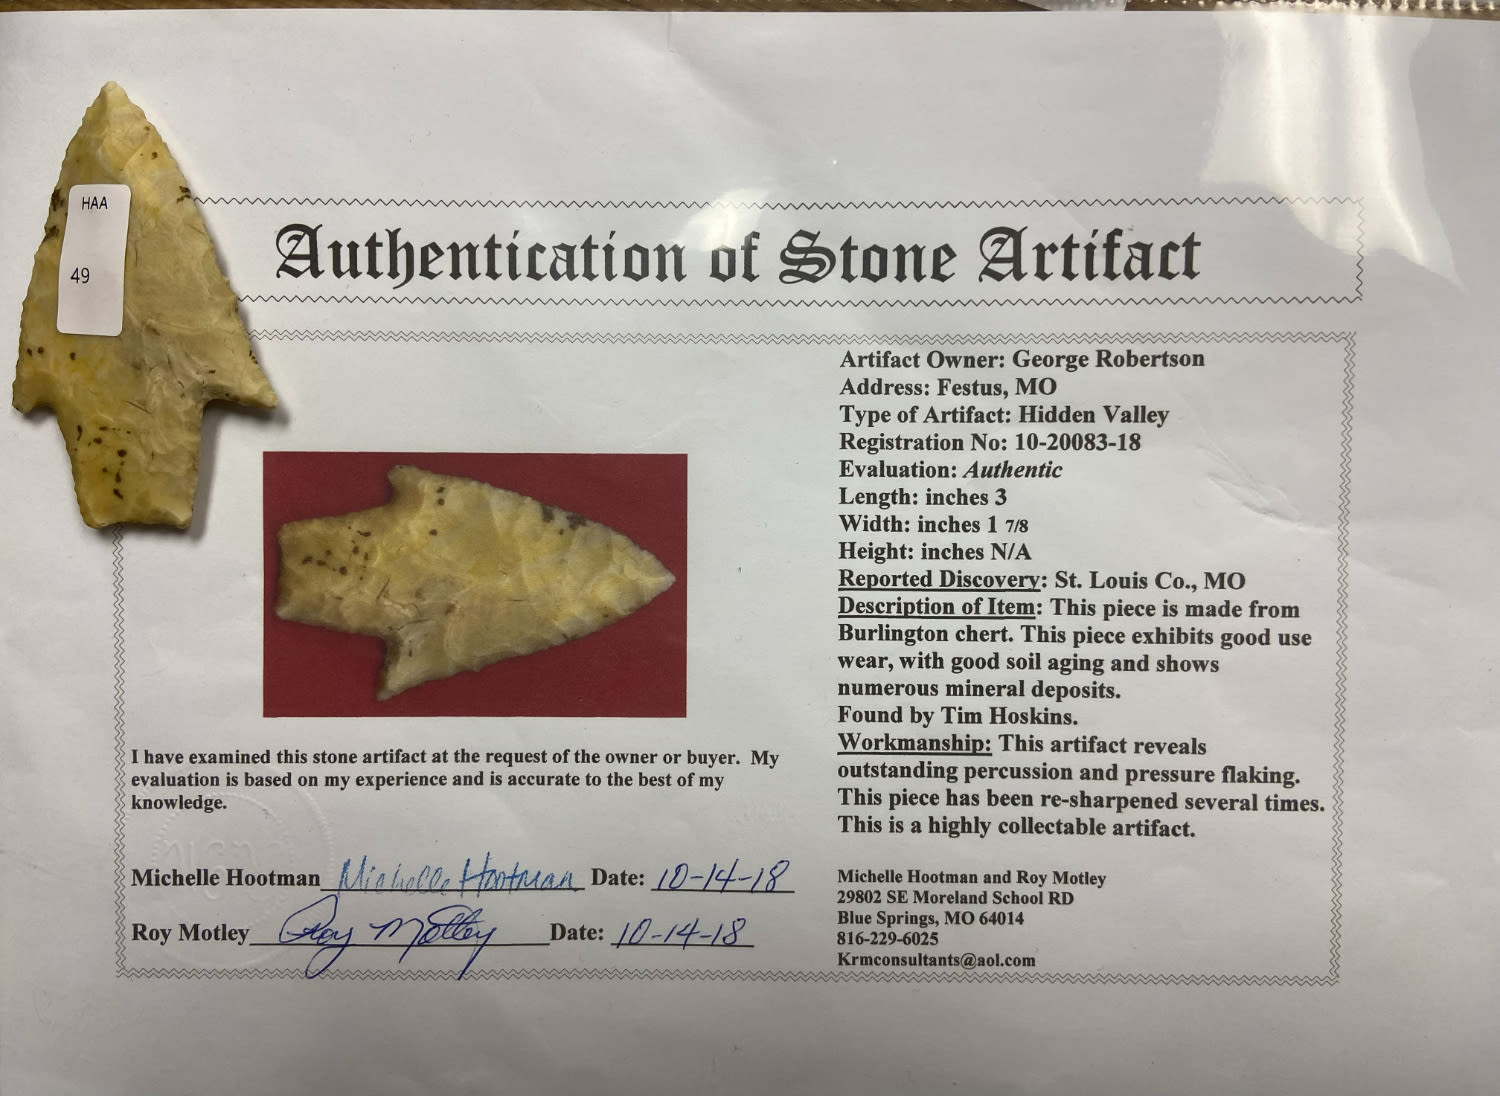 HAA
49
Authentication of Stone Artifact
Artifact Owner: George Robertson
Address: Festus, MO
Type of Artifact: Hidden Valley
Registration No: 10-20083-18
Evaluation: Authentic
Length: inches 3
Width: inches 1 7/8
Height: inches N/A
Reported Discovery: St. Louis Co., MO
Description of Item: This piece is made from
Burlington chert. This piece exhibits good use
wear, with good soil aging and shows
numerous mineral deposits.
Found by Tim Hoskins.
Workmanship: This artifact reveals
outstanding percussion and pressure flaking.
This piece has been re-sharpened several times.
This is a highly collectable artifact.
I have examined this stone artifact at the request of the owner or buyer. My
evaluation is based on my experience and is accurate to the best of my
knowledge.
Michelle Hootman Michelle Hootman Date: 10-14-18
Roy Motley Roy Motley Date: 10-14-18
Michelle Hootman and Roy Motley
29802 SE Moreland School RD
Blue Springs, MO 64014
816-229-6025
Krmconsultants@aol.com